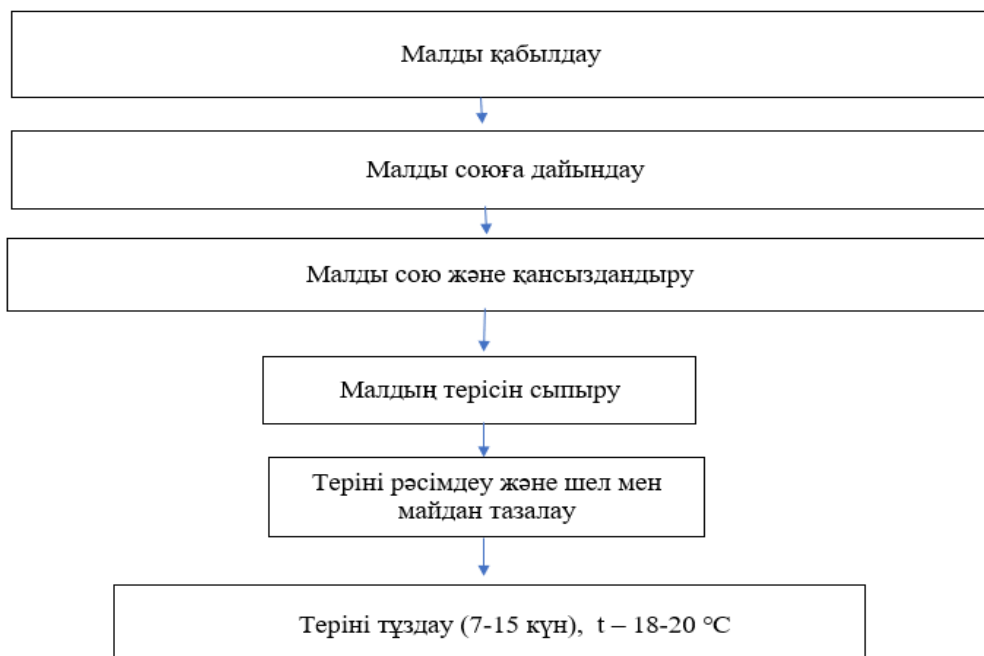 Малды қабылдау
Малды союға дайындау
Малды сою және қансыздандыру
Малдың терісін сыпыру
Теріні рәсімдеу және шел мен
майдан тазалау
Теріні тұздау (7-15 күн), t – 18-20 °C